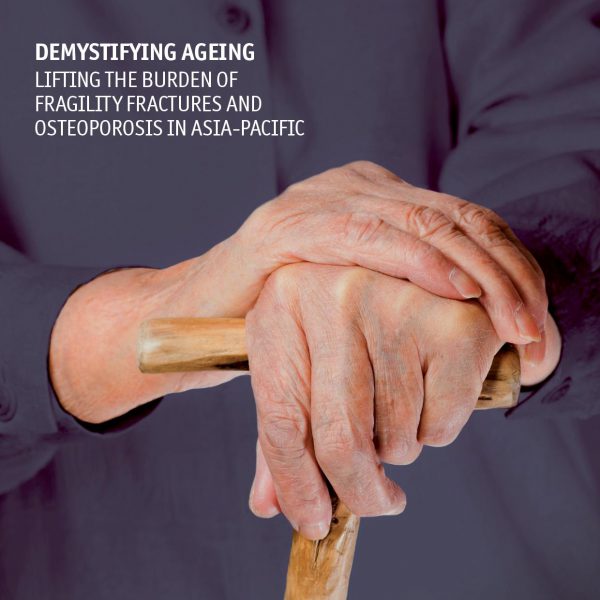 DEMYSTIFYING AGEING
LIFTING THE BURDEN OF
FRAGILITY FRACTURES AND
OSTEOPOROSIS IN ASIA-PACIFIC